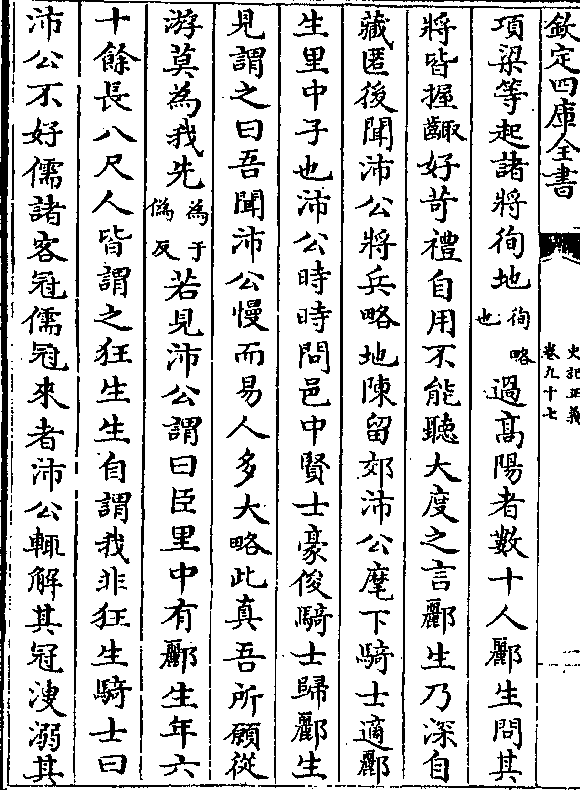 欽定四庫全書
史記正義
卷九十七
一
項梁等起諸將徇地徇略也過高陽者數十人酈生問其
將皆握齱好苛禮自用不能聽大度之言酈生乃深自
藏匿後聞沛公將兵略地陳留郊沛公麾下騎士適酈
生里中子也沛公時時問邑中賢士豪俊騎士歸酈生
見謂之曰吾聞沛公慢而易人多大略此真吾所願從
游莫為我先為于偽反若見沛公謂曰臣里中有酈生年六
十餘長八尺人皆謂之狂生生自謂我非狂生騎士曰
沛公不好儒諸客冠儒冠來者沛公輒解其冠溲溺其